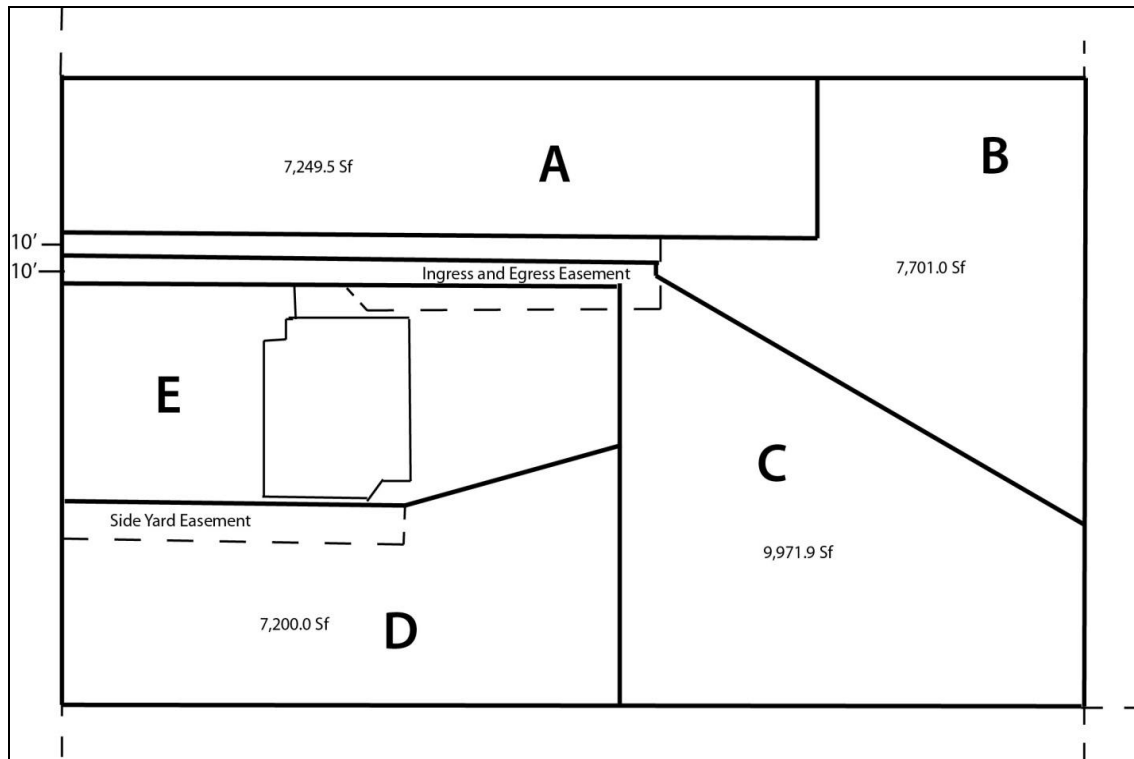 A
7,249.5 Sf
B
10’
10’
Ingress and Egress Easement
7,701.0 Sf
E
C
Side Yard Easement
9,971.9 Sf
7,200.0 Sf
D